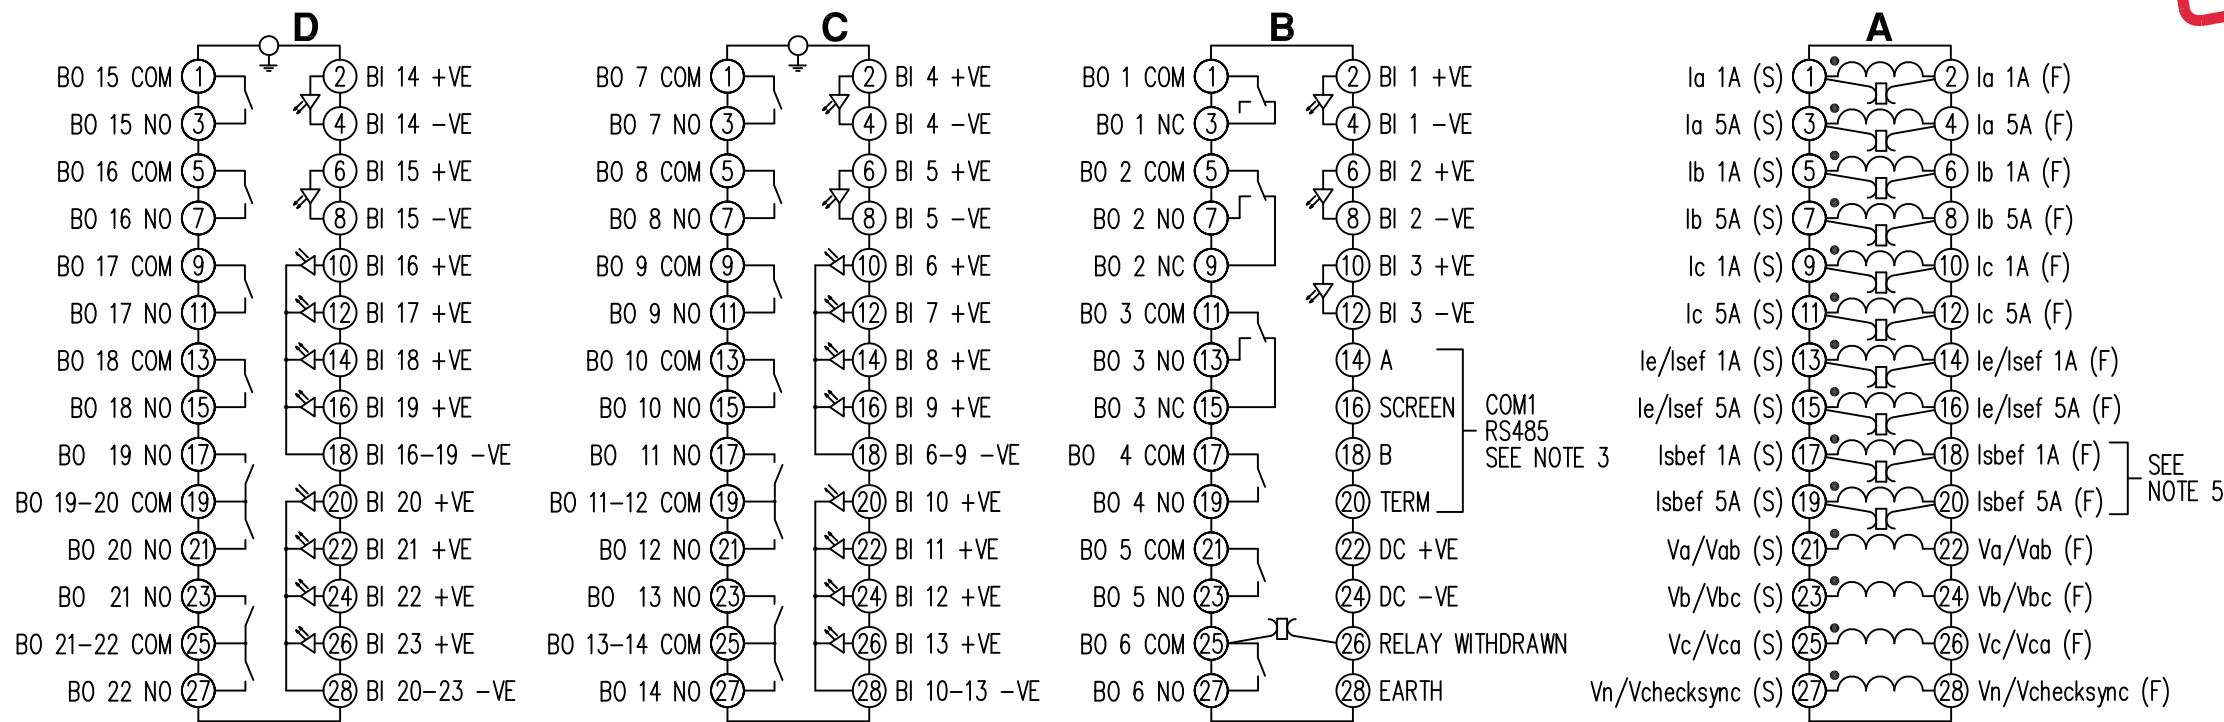 D
BO 15 COM 1 2 BI 14 +VE
BO 15 NO 3 4 BI 14 -VE
BO 16 COM 5 6 BI 15 +VE
BO 16 NO 7 8 BI 15 -VE
BO 17 COM 9 10 BI 16 +VE
BO 17 NO 11 12 BI 17 +VE
BO 18 COM 13 14 BI 18 +VE
BO 18 NO 15 16 BI 19 +VE
BO 19 NO 17 18 BI 16-19 -VE
BO 19-20 COM 19 20 BI 20 +VE
BO 20 NO 21 22 BI 21 +VE
BO 21 NO 23 24 BI 22 +VE
BO 21-22 COM 25 26 BI 23 +VE
BO 22 NO 27 28 BI 20-23 -VE
C
BO 7 COM 1 2 BI 4 +VE
BO 7 NO 3 4 BI 4 -VE
BO 8 COM 5 6 BI 5 +VE
BO 8 NO 7 8 BI 5 -VE
BO 9 COM 9 10 BI 6 +VE
BO 9 NO 11 12 BI 7 +VE
BO 10 COM 13 14 BI 8 +VE
BO 10 NO 15 16 BI 9 +VE
BO 11 NO 17 18 BI 6-9 -VE
BO 11-12 COM 19 20 BI 10 +VE
BO 12 NO 21 22 BI 11 +VE
BO 13 NO 23 24 BI 12 +VE
BO 13-14 COM 25 26 BI 13 +VE
BO 14 NO 27 28 BI 10-13 -VE
B
BO 1 COM 1 2 BI 1 +VE
BO 1 NC 3 4 BI 1 -VE
BO 2 COM 5 6 BI 2 +VE
BO 2 NO 7 8 BI 2 -VE
BO 2 NC 9 10 BI 3 +VE
BO 3 COM 11 12 BI 3 -VE
BO 3 NO 13 14 A
BO 3 NC 15 16 SCREEN
BO 4 COM 17 18 B
BO 4 NO 19 20 TERM
COM1
RS485
SEE NOTE 3
BO 5 COM 21 22 DC +VE
BO 5 NO 23 24 DC -VE
BO 6 COM 25 26 RELAY WITHDRAWN
BO 6 NO 27 28 EARTH
A
Ia 1A (S) 1 2 Ia 1A (F)
Ia 5A (S) 3 4 Ia 5A (F)
Ib 1A (S) 5 6 Ib 1A (F)
Ib 5A (S) 7 8 Ib 5A (F)
Ic 1A (S) 9 10 Ic 1A (F)
Ic 5A (S) 11 12 Ic 5A (F)
Ie/Isef 1A (S) 13 14 Ie/Isef 1A (F)
Ie/Isef 5A (S) 15 16 Ie/Isef 5A (F)
Isbef 1A (S) 17 18 Isbef 1A (F)
Isbef 5A (S) 19 20 Isbef 5A (F)
SEE
NOTE 5
Va/Vab (S) 21 22 Va/Vab (F)
Vb/Vbc (S) 23 24 Vb/Vbc (F)
Vc/Vca (S) 25 26 Vc/Vca (F)
Vn/Vchecksync (S) 27 28 Vn/Vchecksync (F)